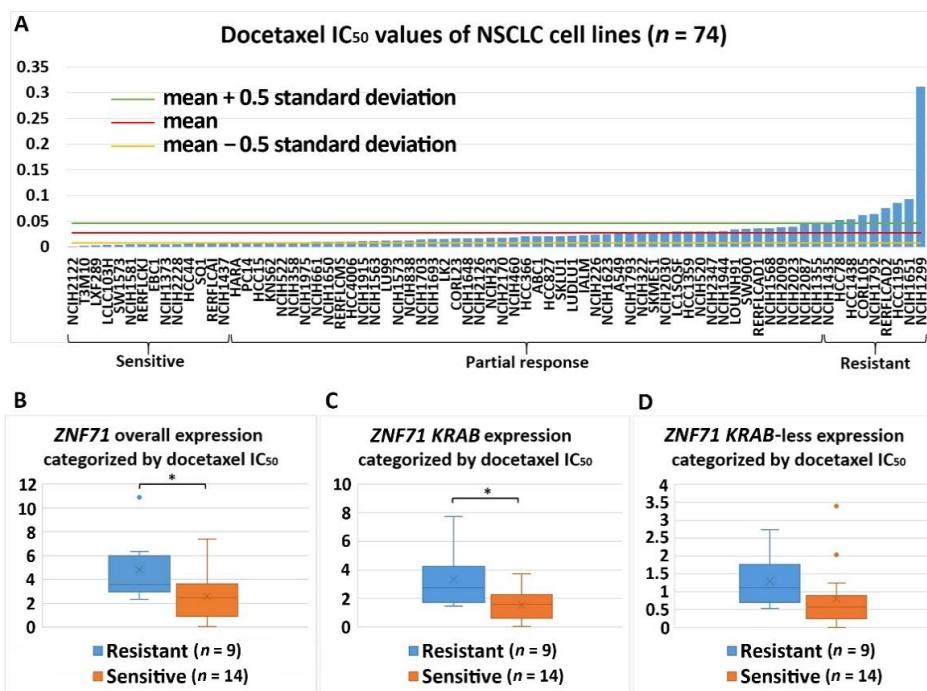 A
Docetaxel IC50 values of NSCLC cell lines (n = 74)
0.35
0.3
0.25
0.2
0.15
0.1
0.05
0
mean + 0.5 standard deviation
mean
mean − 0.5 standard deviation
NCIH2122
T3M10
LXF289
LCLC103H
SW1573
NCIH1581
RERFLCKJ
EBC1
NCIH1373
NCIH2228
HCC44
SQ1
RERFLCAI
NCIH1437
HARA
PC14
HCC15
KNS62
NCIH358
NCIH1975
NCIH661
NCIH1650
RERFLCMS
HCC4006
NCIH1915
NCIH1563
LU99
NCIH1573
NCIH838
NCIH1703
NCIH1693
LK2
CORL23
NCIH1648
NCIH2126
NCIH23
NCIH2170
NCIH460
HCC366
ABC1
HCC827
SKLU1
LUDLU1
IALM
NCIH226
NCIH1623
A549
NCIH1793
NCIH322
SKMES1
NCIH2030
LC1SQSF
HCC1359
NCIH520
NCIH1347
NCIH1944
LOUNH91
SW900
RERFLCAD1
NCIH1568
NCIH2009
NCIH2023
NCIH2087
NCIH1355
NCIH441
HCC78
HCC1438
CORL105
NCIH1792
RERFLCAD2
HCC1195
NCIH1651
NCIH1299
Sensitive
Partial response
Resistant
B
ZNF71 overall expression
categorized by docetaxel IC50
*
12
10
8
6
4
2
0
Resistant (n = 9)
Sensitive (n = 14)
C
ZNF71 KRAB expression
categorized by docetaxel IC50
*
10
8
6
4
2
0
Resistant (n = 9)
Sensitive (n = 14)
D
ZNF71 KRAB-less expression
categorized by docetaxel IC50
4
3.5
3
2.5
2
1.5
1
0.5
0
Resistant (n = 9)
Sensitive (n = 14)